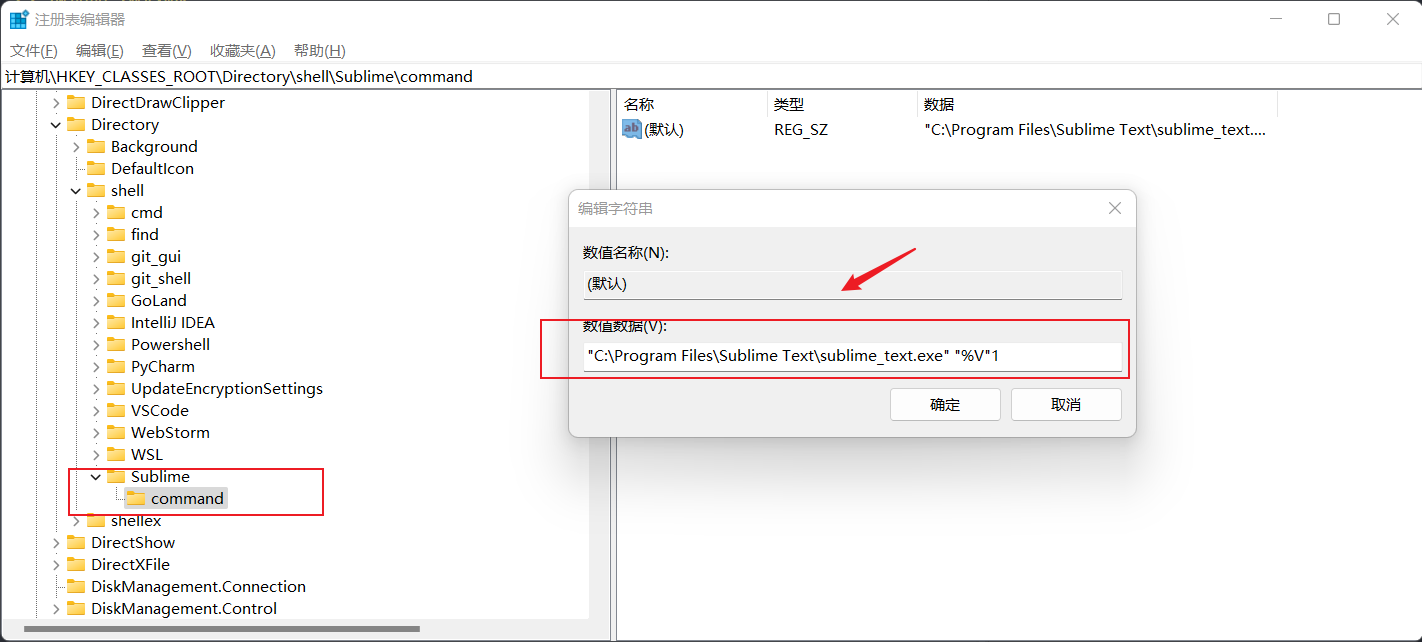 注册表编辑器
文件(F) 编辑(E) 查看(V) 收藏夹(A) 帮助(H)
计算机\HKEY_CLASSES_ROOT\Directory\shell\Sublime\command
DirectDrawClipper
Directory
Background
DefaultIcon
shell
cmd
find
git_gui
git_shell
GoLand
IntelliJ IDEA
Powershell
PyCharm
UpdateEncryptionSettings
VSCode
WebStorm
WSL
Sublime
command
shellex
DirectShow
DirectXFile
DiskManagement.Connection
DiskManagement.Control
名称 类型 数据
ab (默认) REG_SZ "C:\Program Files\Sublime Text\sublime_text....
编辑字符串
数值名称(N):
(默认)
数值数据(V):
"C:\Program Files\Sublime Text\sublime_text.exe" "%V"1
确定 取消